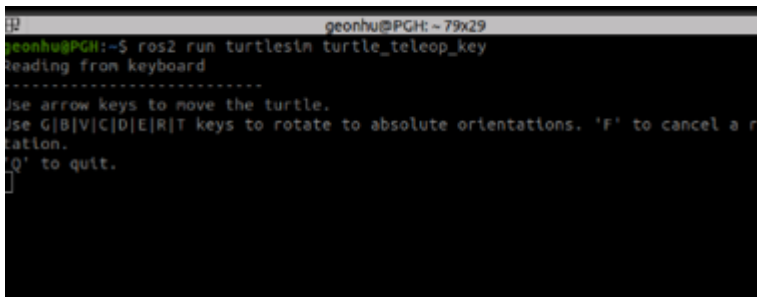 geonhu@PGH: ~ 79x29
geonhu@PGH:~$ ros2 run turtlesim turtle_teleop_key
Reading from keyboard
---------------------------
Use arrow keys to move the turtle.
Use G|B|V|C|D|E|R|T keys to rotate to absolute orientations. 'F' to cancel a r
tation.
'Q' to quit.